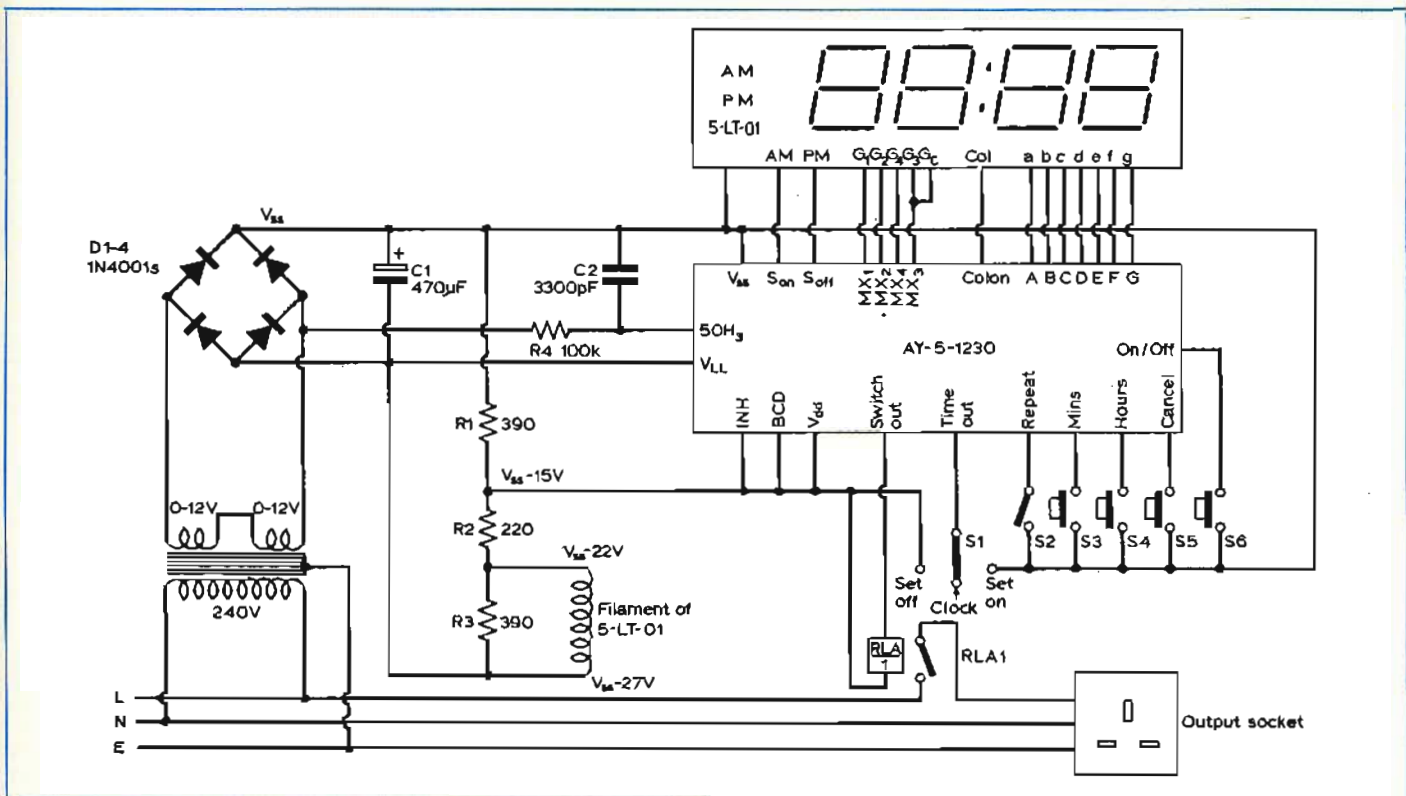 AM
PM
5-LT-01
AM PM G1 G2 G4 G3 GC Col a b c d e f g
Vss
D1-4
1N4001s
+
C1
470µF
C2
3300pF
Vss Son Soff MX1 MX2 MX4 MX3 Colon A B C D E F G
R4 100k
50H3
VLL
AY-5-1230
On/Off
INH BCD Vdd Switch out Time out Repeat Mins Hours Cancel
R1 390
Vss-15V
R2 220
Vss-22V
R3 390
Filament of
5-LT-01
Vss-27V
0-12V 0-12V
240V
S1 S2 S3 S4 S5 S6
Set
off
Clock
Set
on
RLA
1
RLA1
L
N
E
Output socket